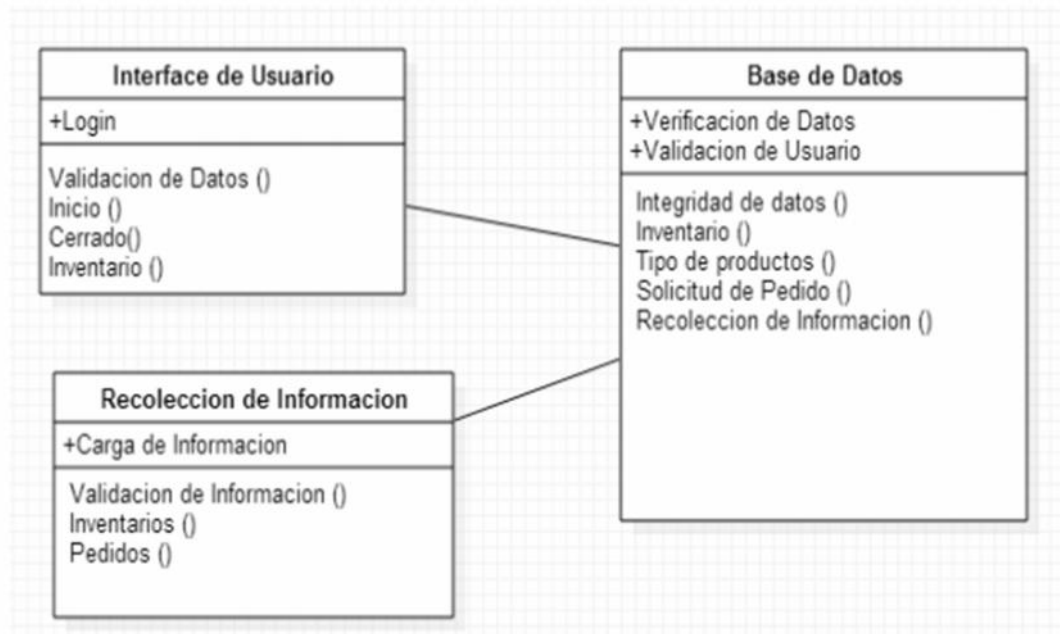 Interface de Usuario
+Login
Validacion de Datos ()
Inicio ()
Cerrado()
Inventario ()
Base de Datos
+Verificacion de Datos
+Validacion de Usuario
Integridad de datos ()
Inventario ()
Tipo de productos ()
Solicitud de Pedido ()
Recoleccion de Informacion ()
Recoleccion de Informacion
+Carga de Informacion
Validacion de Informacion ()
Inventarios ()
Pedidos ()